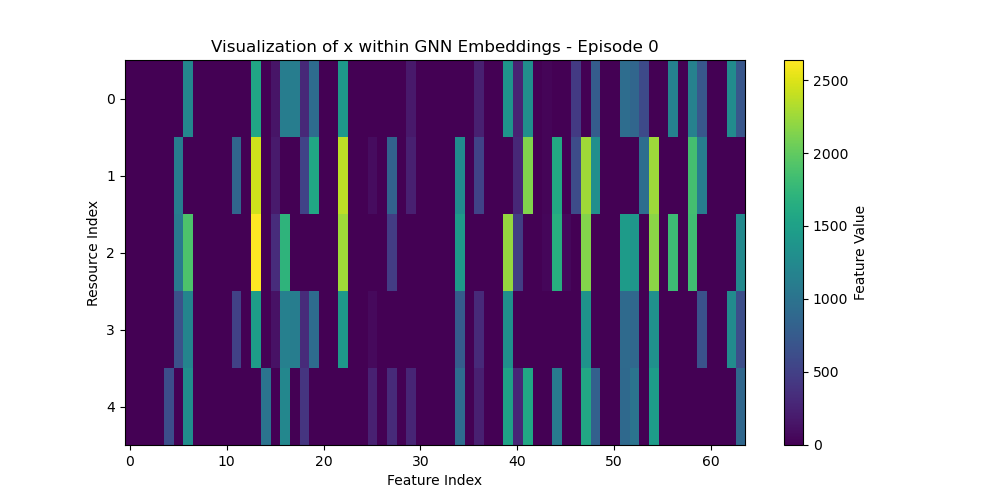 Visualization of x within GNN Embeddings - Episode 0
Resource Index
0
1
2
3
4
0 10 20 30 40 50 60
Feature Index
2500
2000
1500
1000
500
0
Feature Value